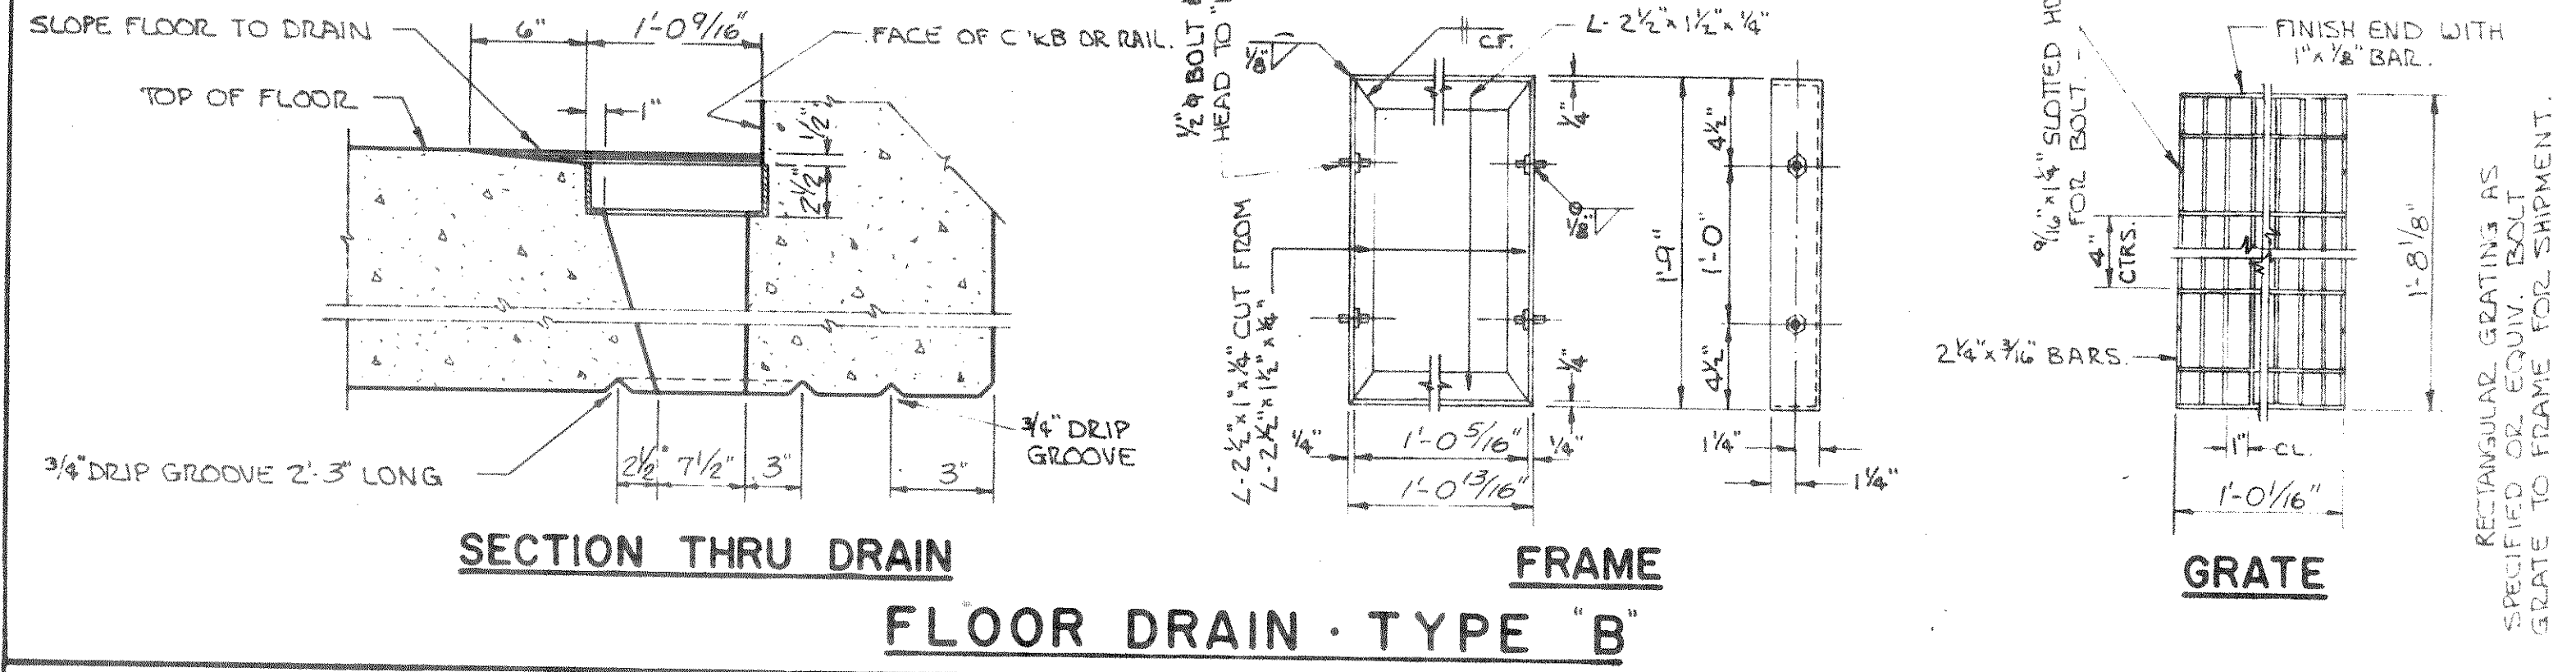 SLOPE FLOOR TO DRAIN
6"
1'-0 9/16"
FACE OF C'KB OR RAIL.
TOP OF FLOOR
1"
1/2"
2 1/2"
3/4" DRIP GROOVE 2'-3" LONG
2 1/2"
7 1/2"
3"
3"
3/4" DRIP
GROOVE
SECTION THRU DRAIN
1/2" φ BOLT
HEAD TO
1/8
C.F.
L- 2 1/2" x 1 1/2" x 1/4"
1/4"
1/8
L-2 1/2" x 1" x 1/4" CUT FROM
L-2 1/2" x 1 1/2" x 1/4"
1/4"
1/4"
1'-0 5/16"
1/4"
1'-0 13/16"
1'-9"
4 1/2"
1'-0"
4 1/2"
1 1/4"
1 1/4"
FRAME
9/16" x 1 1/4" SLOTTED
FOR BOLT.
FINISH END WITH
1" x 1/8" BAR.
4"
CTRS.
2 1/4" x 3/16" BARS.
1'-8 1/8"
1" CL.
1'-0 1/16"
RECTANGULAR GRATING AS
SPECIFIED OR EQUIV. BOLT
GRATE TO FRAME FOR SHIPMENT.
GRATE
FLOOR DRAIN · TYPE "B"